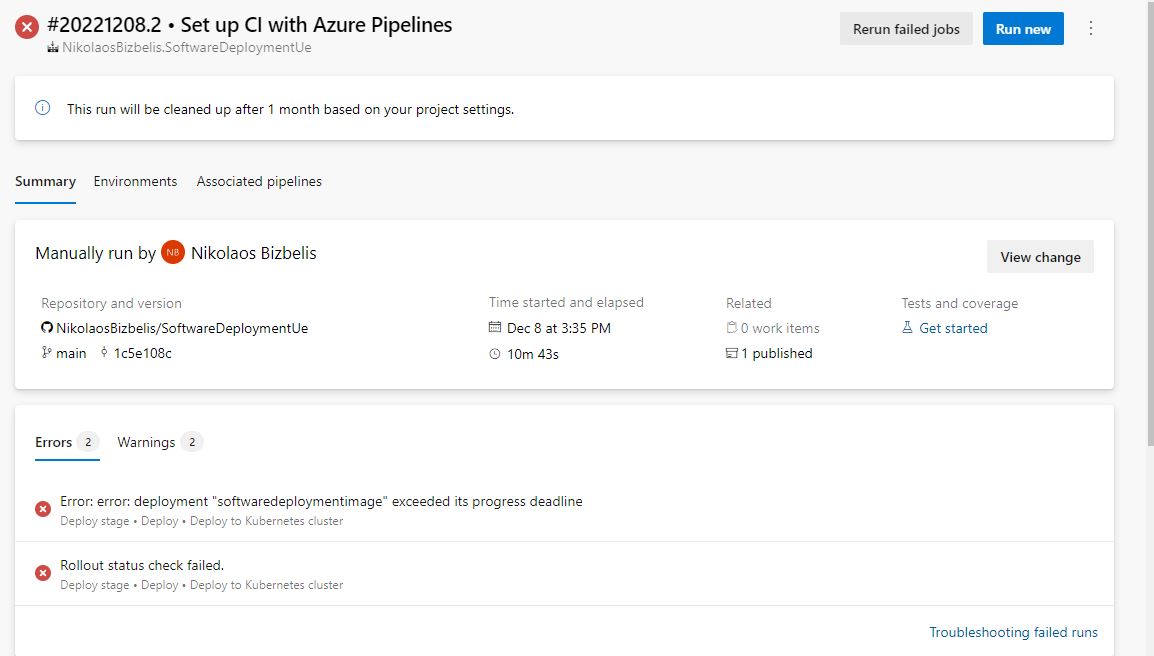 #20221208.2 • Set up CI with Azure Pipelines
NikolaosBizbelis.SoftwareDeploymentUe
Rerun failed jobs
Run new
This run will be cleaned up after 1 month based on your project settings.
Summary Environments Associated pipelines
Manually run by NB Nikolaos Bizbelis
View change
Repository and version
NikolaosBizbelis/SoftwareDeploymentUe
main 1c5e108c
Time started and elapsed
Dec 8 at 3:35 PM
10m 43s
Related
0 work items
1 published
Tests and coverage
Get started
Errors 2 Warnings 2
Error: error: deployment "softwaredeploymentimage" exceeded its progress deadline
Deploy stage • Deploy • Deploy to Kubernetes cluster
Rollout status check failed.
Deploy stage • Deploy • Deploy to Kubernetes cluster
Troubleshooting failed runs